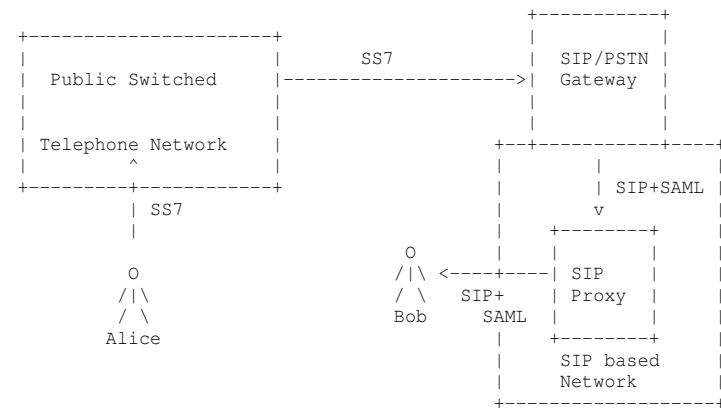 SS7
SIP/PSTN
Public Switched
Gateway
Telephone Network
SIP+SAML
SS7
SIP
SIP+
Proxy
Bob
SAML
Alice
SIP based
Network